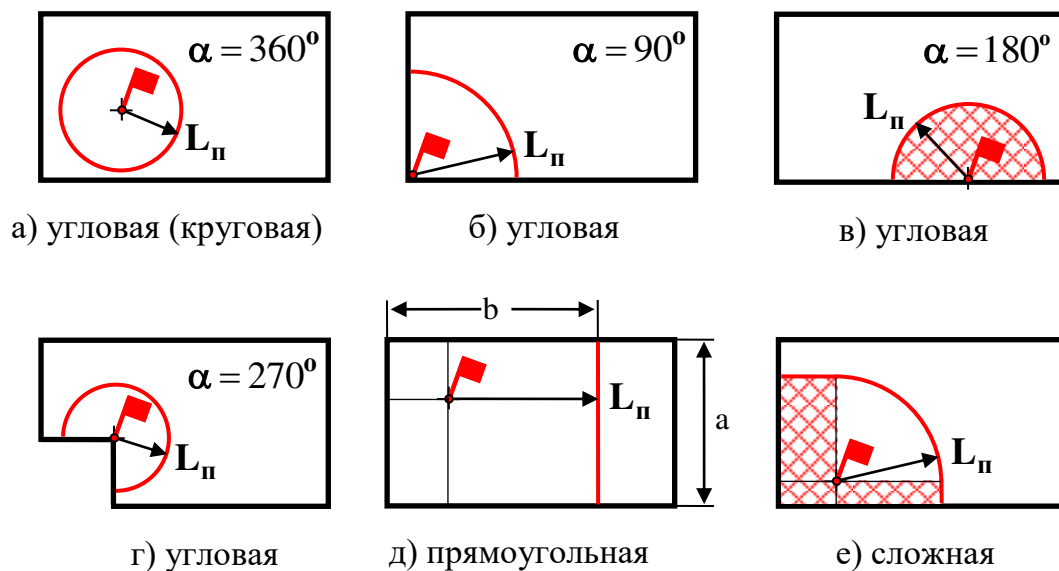 α = 360°
Lп
а) угловая (круговая)
α = 90°
Lп
б) угловая
α = 180°
Lп
в) угловая
α = 270°
Lп
г) угловая
b
Lп
a
д) прямоугольная
Lп
е) сложная